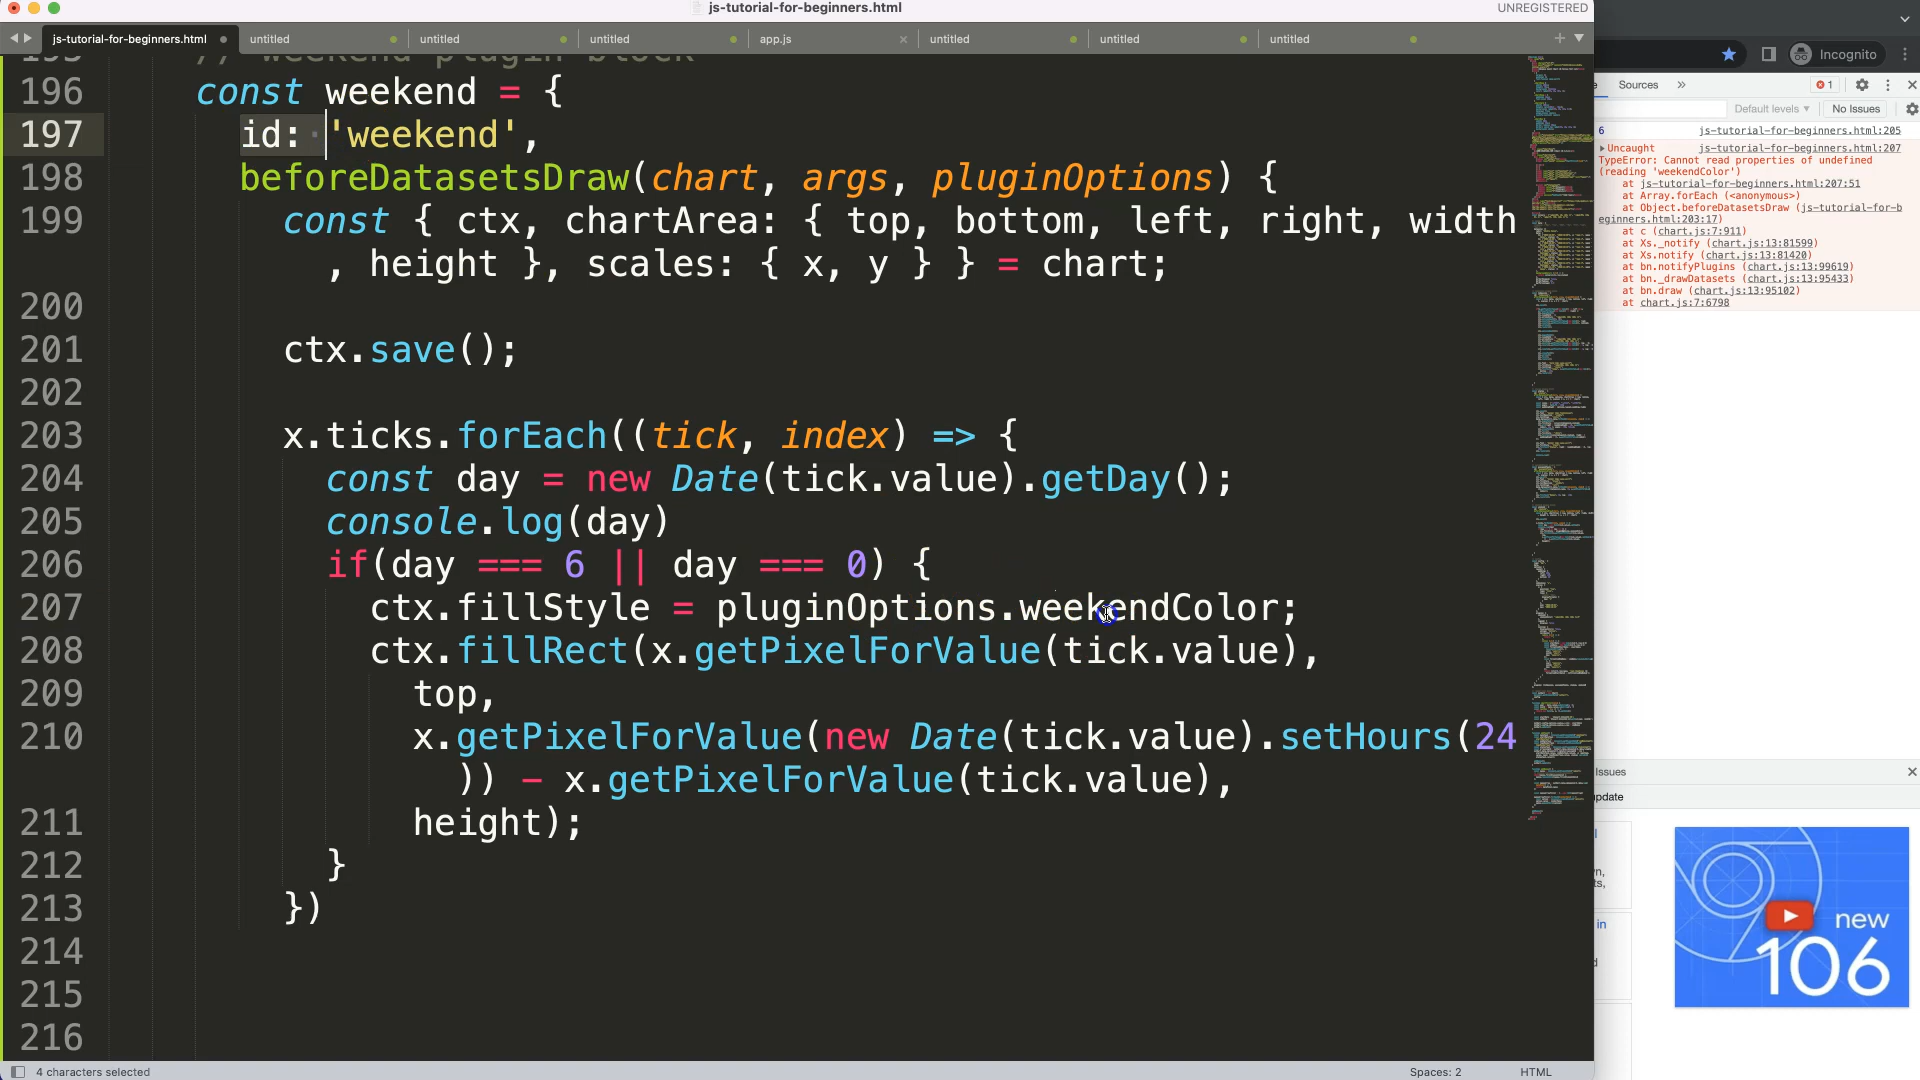 js-tutorial-for-beginners.html
UNREGISTERED
js-tutorial-for-beginners.html
untitled
untitled
untitled
app.js
untitled
untitled
untitled
195 // weekend plugin block
196 const weekend = {
197 id: 'weekend',
198 beforeDatasetsDraw(chart, args, pluginOptions) {
199 const { ctx, chartArea: { top, bottom, left, right, width
, height }, scales: { x, y } } = chart;
200
201 ctx.save();
202
203 x.ticks.forEach((tick, index) => {
204 const day = new Date(tick.value).getDay();
205 console.log(day)
206 if(day === 6 || day === 0) {
207 ctx.fillStyle = pluginOptions.weekendColor;
208 ctx.fillRect(x.getPixelForValue(tick.value),
209 top,
210 x.getPixelForValue(new Date(tick.value).setHours(24
)) - x.getPixelForValue(tick.value),
211 height);
212 }
213 })
214
215
216
4 characters selected
Spaces: 2
HTML
Incognito
Sources
1
Default levels
No Issues
6 js-tutorial-for-beginners.html:205
Uncaught js-tutorial-for-beginners.html:207
TypeError: Cannot read properties of undefined
(reading 'weekendColor')
at js-tutorial-for-beginners.html:207:51
at Array.forEach (<anonymous>)
at Object.beforeDatasetsDraw (js-tutorial-for-b
eginners.html:203:17)
at c (chart.js:7:911)
at Xs._notify (chart.js:13:81599)
at Xs.notify (chart.js:13:81420)
at bn.notifyPlugins (chart.js:13:99619)
at bn._drawDatasets (chart.js:13:95433)
at bn.draw (chart.js:13:95102)
at chart.js:7:6798
Issues
update
in
new
106